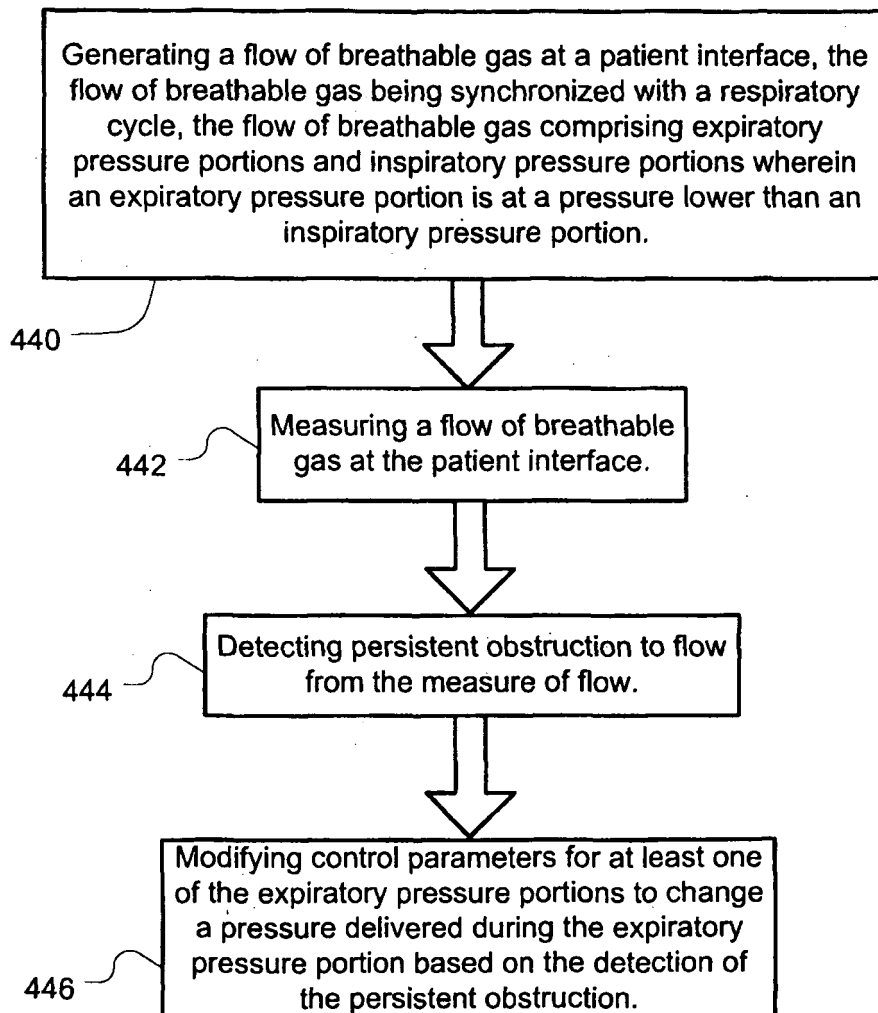 Generating a flow of breathable gas at a patient interface, the
flow of breathable gas being synchronized with a respiratory
cycle, the flow of breathable gas comprising expiratory
pressure portions and inspiratory pressure portions wherein
an expiratory pressure portion is at a pressure lower than an
inspiratory pressure portion.
440
Measuring a flow of breathable
gas at the patient interface.
442
Detecting persistent obstruction to flow
from the measure of flow.
444
Modifying control parameters for at least one
of the expiratory pressure portions to change
a pressure delivered during the expiratory
pressure portion based on the detection of
the persistent obstruction.
446